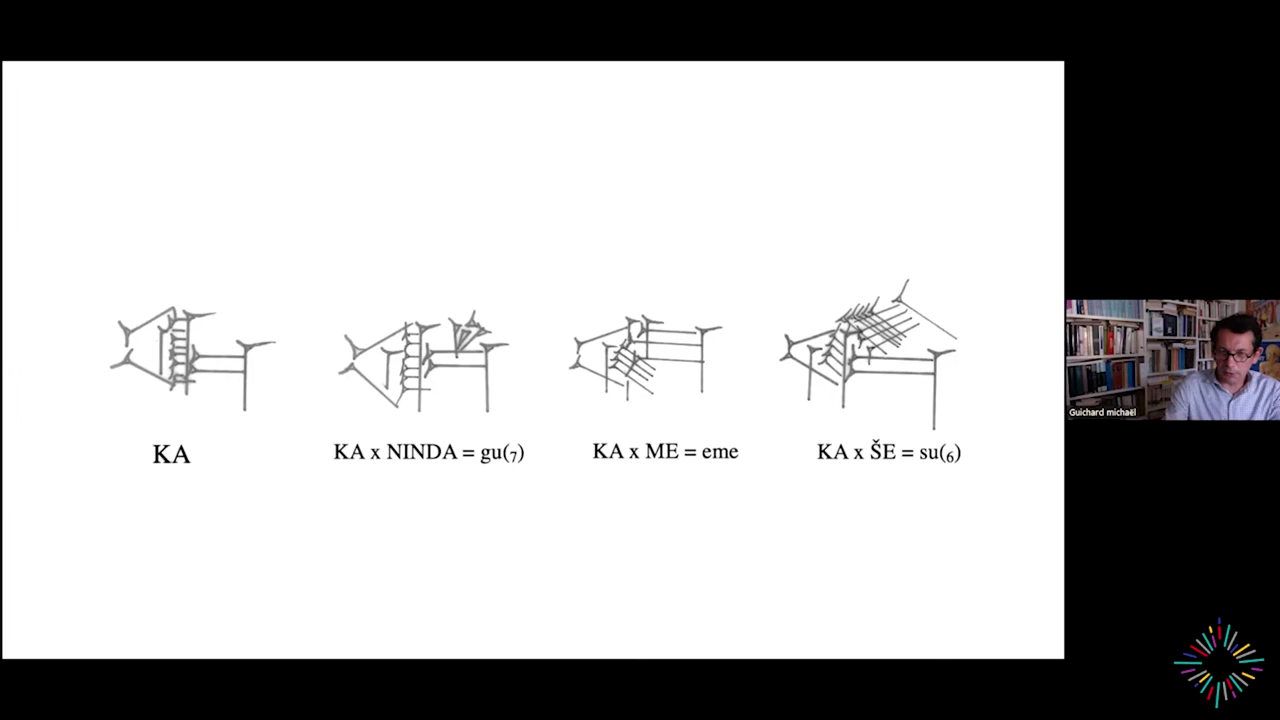 KA
KA x NINDA = gu(₇)
KA x ME = eme
KA x ŠE = su(₆)
Guichard michaël